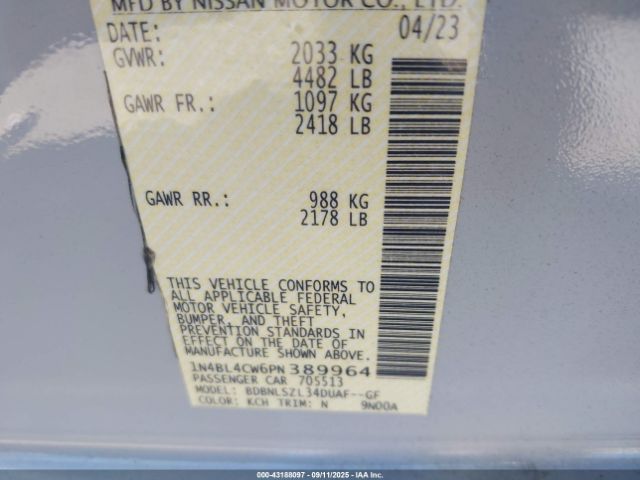 MFD BY NISSAN MOTOR CO., LTD.
DATE: 04/23
GVWR: 2033 KG
4482 LB
GAWR FR.: 1097 KG
2418 LB
GAWR RR.: 988 KG
2178 LB
THIS VEHICLE CONFORMS TO
ALL APPLICABLE FEDERAL
MOTOR VEHICLE SAFETY,
BUMPER, AND THEFT
PREVENTION STANDARDS IN
EFFECT ON THE DATE OF
MANUFACTURE SHOWN ABOVE.
1N4BL4CW6PN389964
PASSENGER CAR 705513
MODEL: BDBNLSZL34DUAF--GF
COLOR: KCH TRIM: N 9N00A
000-43188097 - 09/11/2025 - IAAI.COM